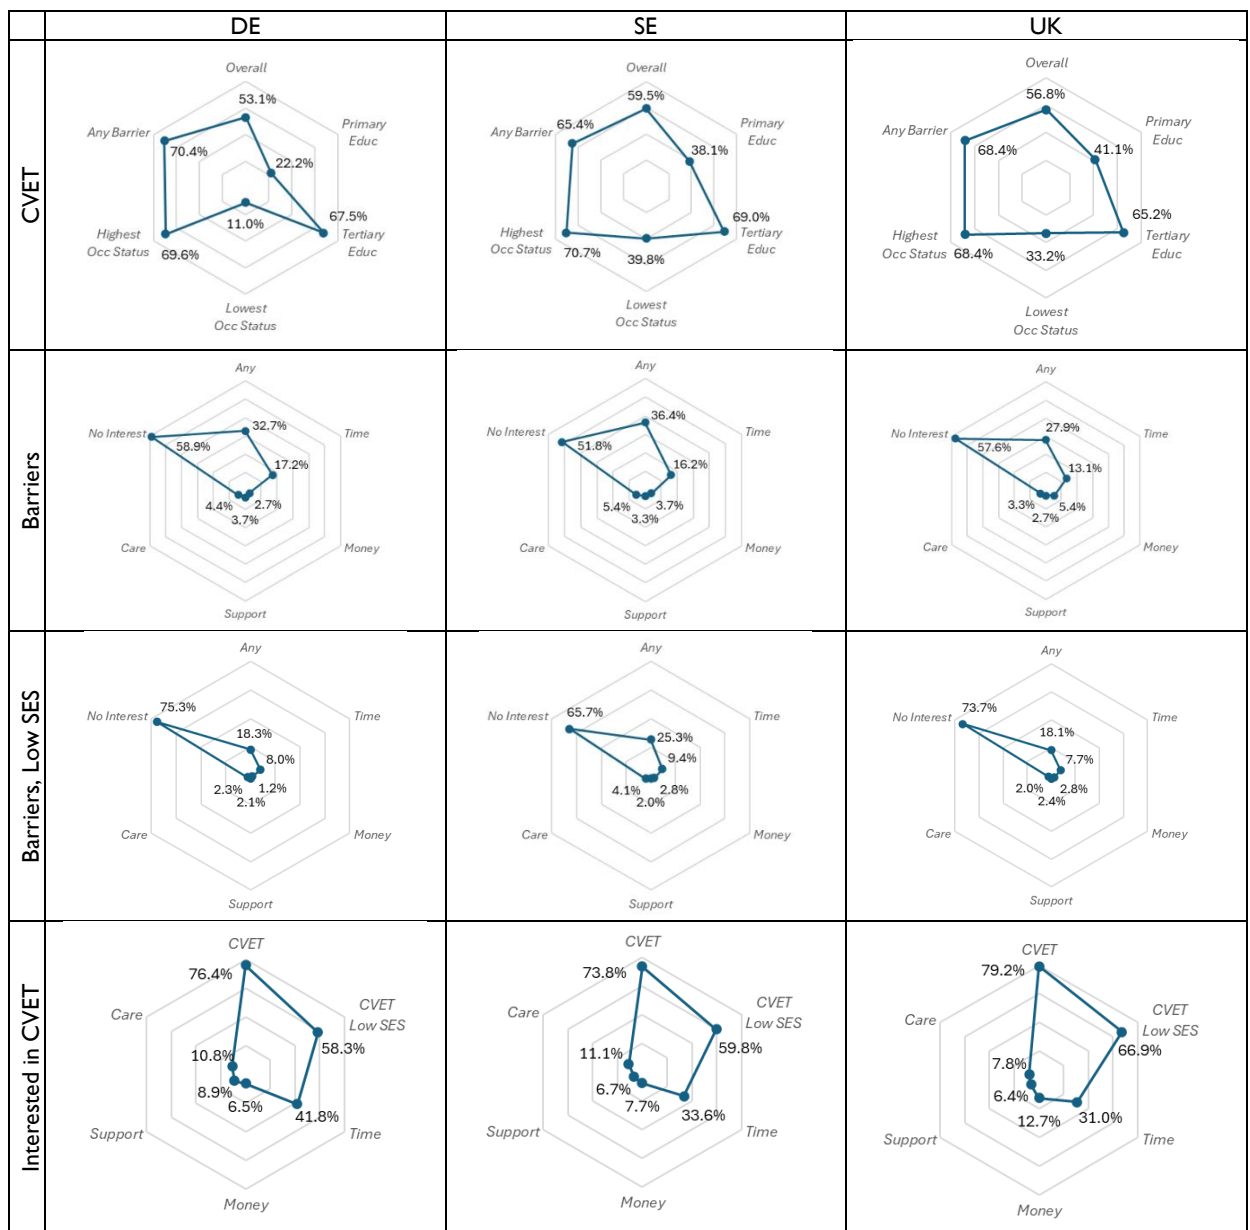 DE
SE
UK
CVET
Overall
53.1%
Any Barrier
70.4%
Primary
Educ
22.2%
67.5%
Tertiary
Educ
11.0%
Highest
Occ Status
69.6%
Lowest
Occ Status
Overall
59.5%
Any Barrier
65.4%
Primary
Educ
38.1%
69.0%
Tertiary
Educ
39.8%
Highest
Occ Status
70.7%
Lowest
Occ Status
Overall
56.8%
Any Barrier
68.4%
Primary
Educ
41.1%
65.2%
Tertiary
Educ
33.2%
Highest
Occ Status
68.4%
Lowest
Occ Status
Barriers
Any
32.7%
No Interest
58.9%
Time
17.2%
4.4%
2.7%
3.7%
Care
Money
Support
Any
36.4%
No Interest
51.8%
Time
16.2%
5.4%
3.7%
3.3%
Care
Money
Support
Any
27.9%
No Interest
57.6%
Time
13.1%
3.3%
5.4%
2.7%
Care
Money
Support
Barriers, Low SES
Any
75.3%
No Interest
18.3%
Time
8.0%
2.3%
1.2%
2.1%
Care
Money
Support
Any
65.7%
No Interest
25.3%
Time
9.4%
4.1%
2.8%
2.0%
Care
Money
Support
Any
73.7%
No Interest
18.1%
Time
7.7%
2.0%
2.8%
2.4%
Care
Money
Support
Interested in CVET
CVET
76.4%
Care
CVET
Low SES
58.3%
10.8%
8.9%
6.5%
41.8%
Support
Time
Money
CVET
73.8%
Care
CVET
Low SES
59.8%
11.1%
6.7%
7.7%
33.6%
Support
Time
Money
CVET
79.2%
Care
CVET
Low SES
66.9%
7.8%
6.4%
12.7%
31.0%
Support
Time
Money